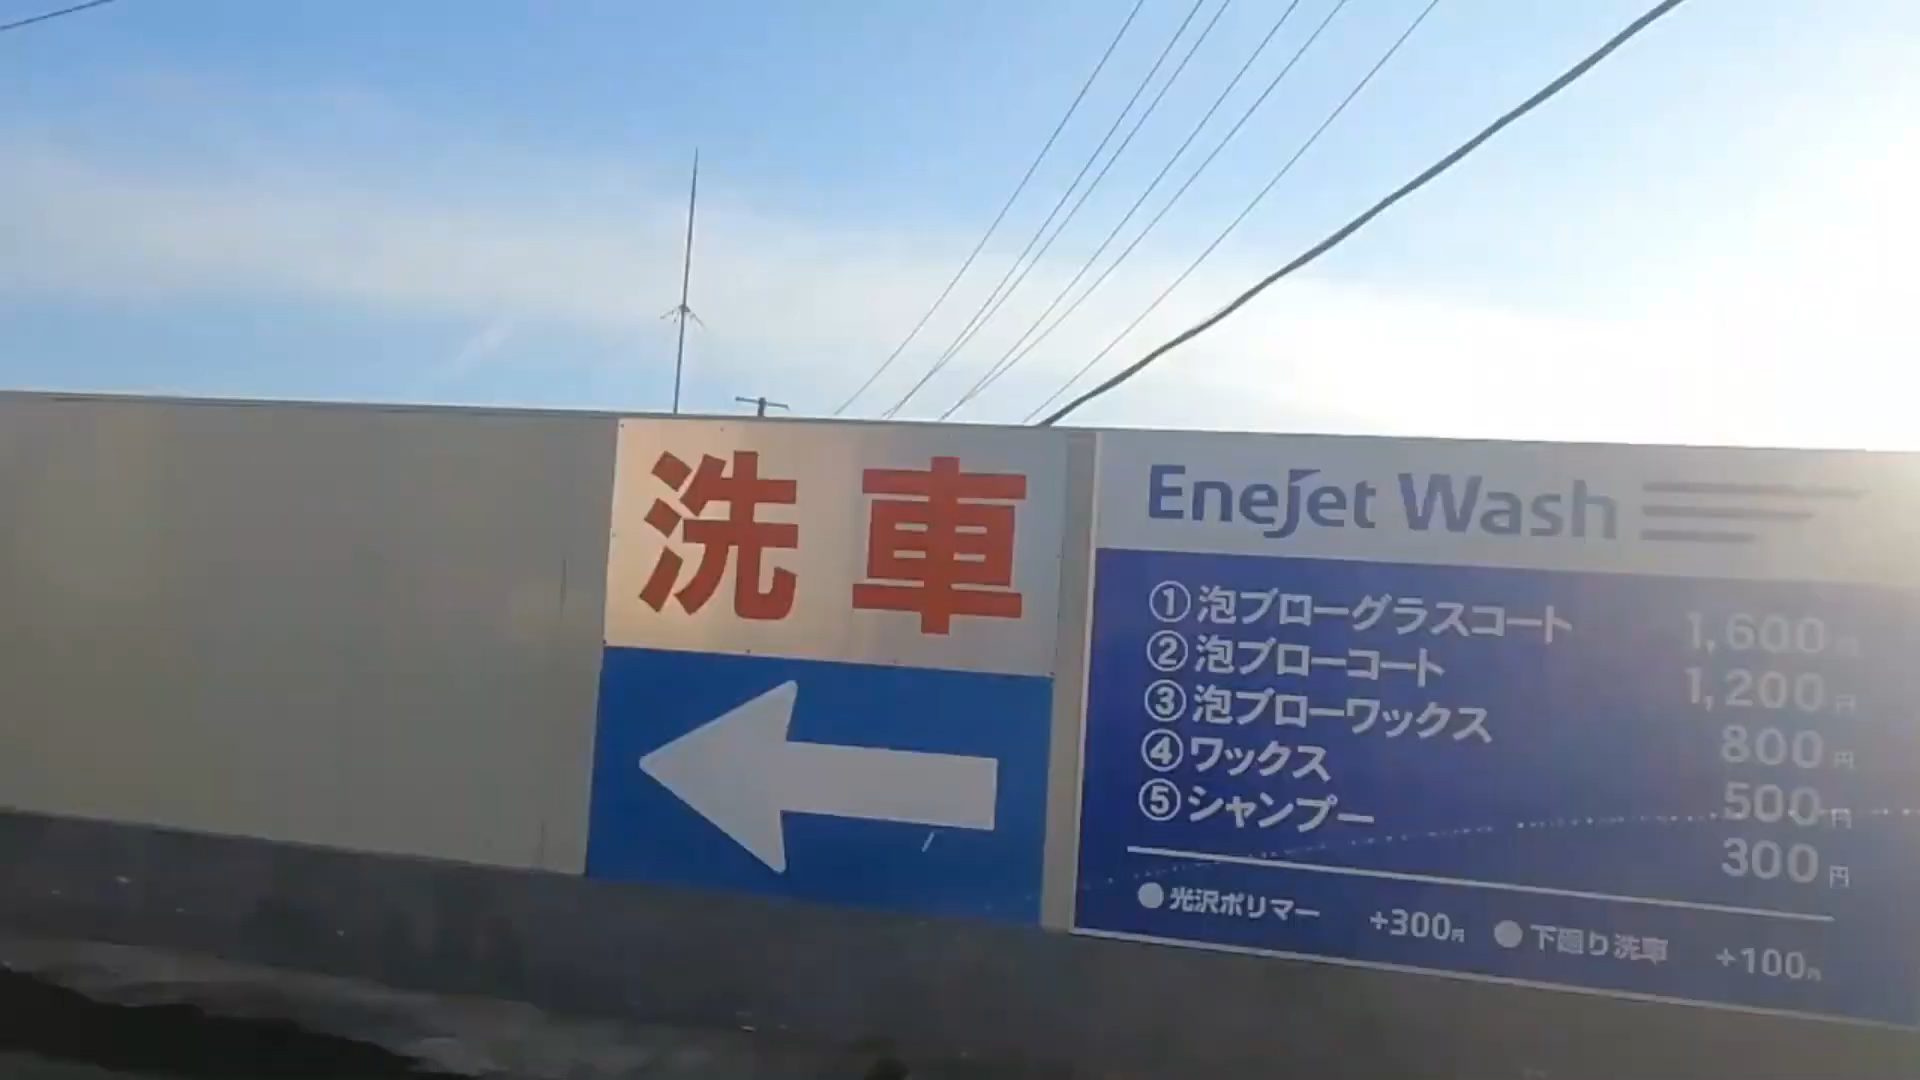 洗車
EneJet Wash
①泡ブローグラスコート 1,600円
②泡ブローコート 1,200円
③泡ブローワックス 800円
④ワックス 500円
⑤シャンプー 300円
●光沢ポリマー +300円 ●下廻り洗車 +100円